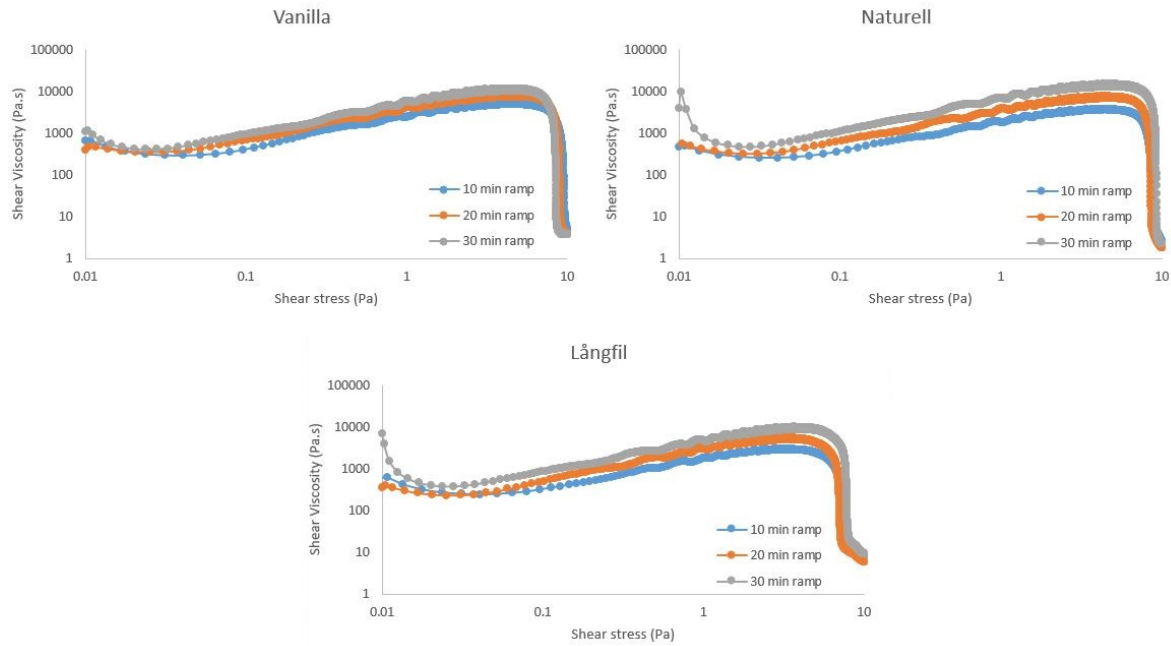 Vanilla
100000
10000
1000
100
10
1
Shear Viscosity (Pa.s)
10 min ramp
20 min ramp
30 min ramp
0.01 0.1 1 10
Shear stress (Pa)
Naturell
100000
10000
1000
100
10
1
Shear Viscosity (Pa.s)
10 min ramp
20 min ramp
30 min ramp
0.01 0.1 1 10
Shear stress (Pa)
Långfil
100000
10000
1000
100
10
1
Shear Viscosity (Pa.s)
10 min ramp
20 min ramp
30 min ramp
0.01 0.1 1 10
Shear stress (Pa)